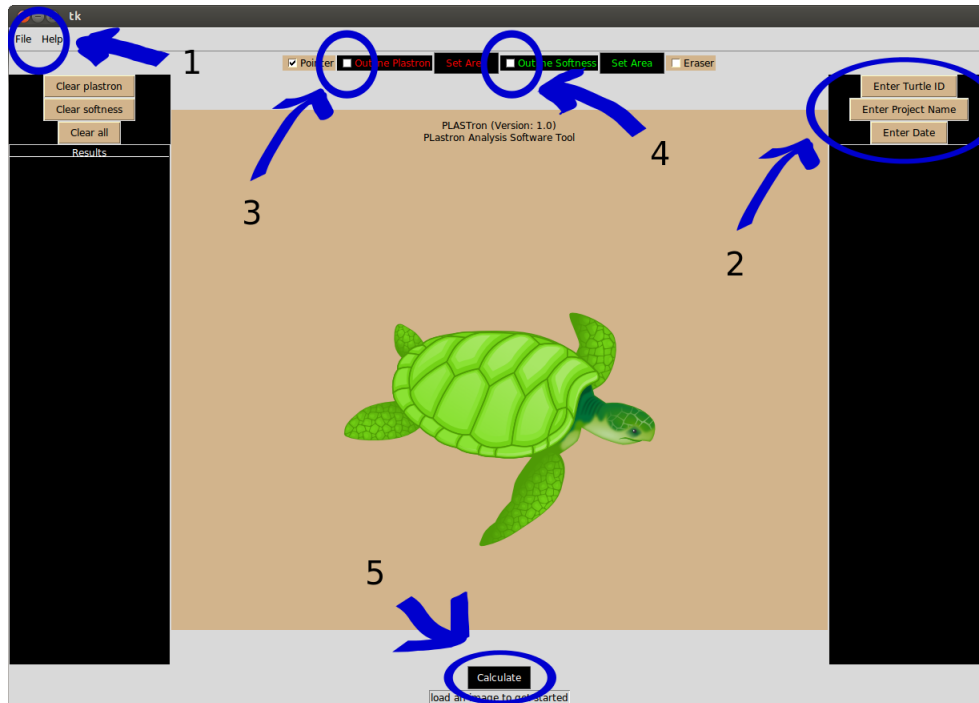 tk
File Help
1
Pointer Outline Plastron Set Area Outline Softness Set Area Eraser
Clear plastron
Clear softness
Clear all
Results
Enter Turtle ID
Enter Project Name
Enter Date
PLASTron (Version: 1.0)
PLastron Analysis Software Tool
3
4
2
5
Calculate
load an image to get started